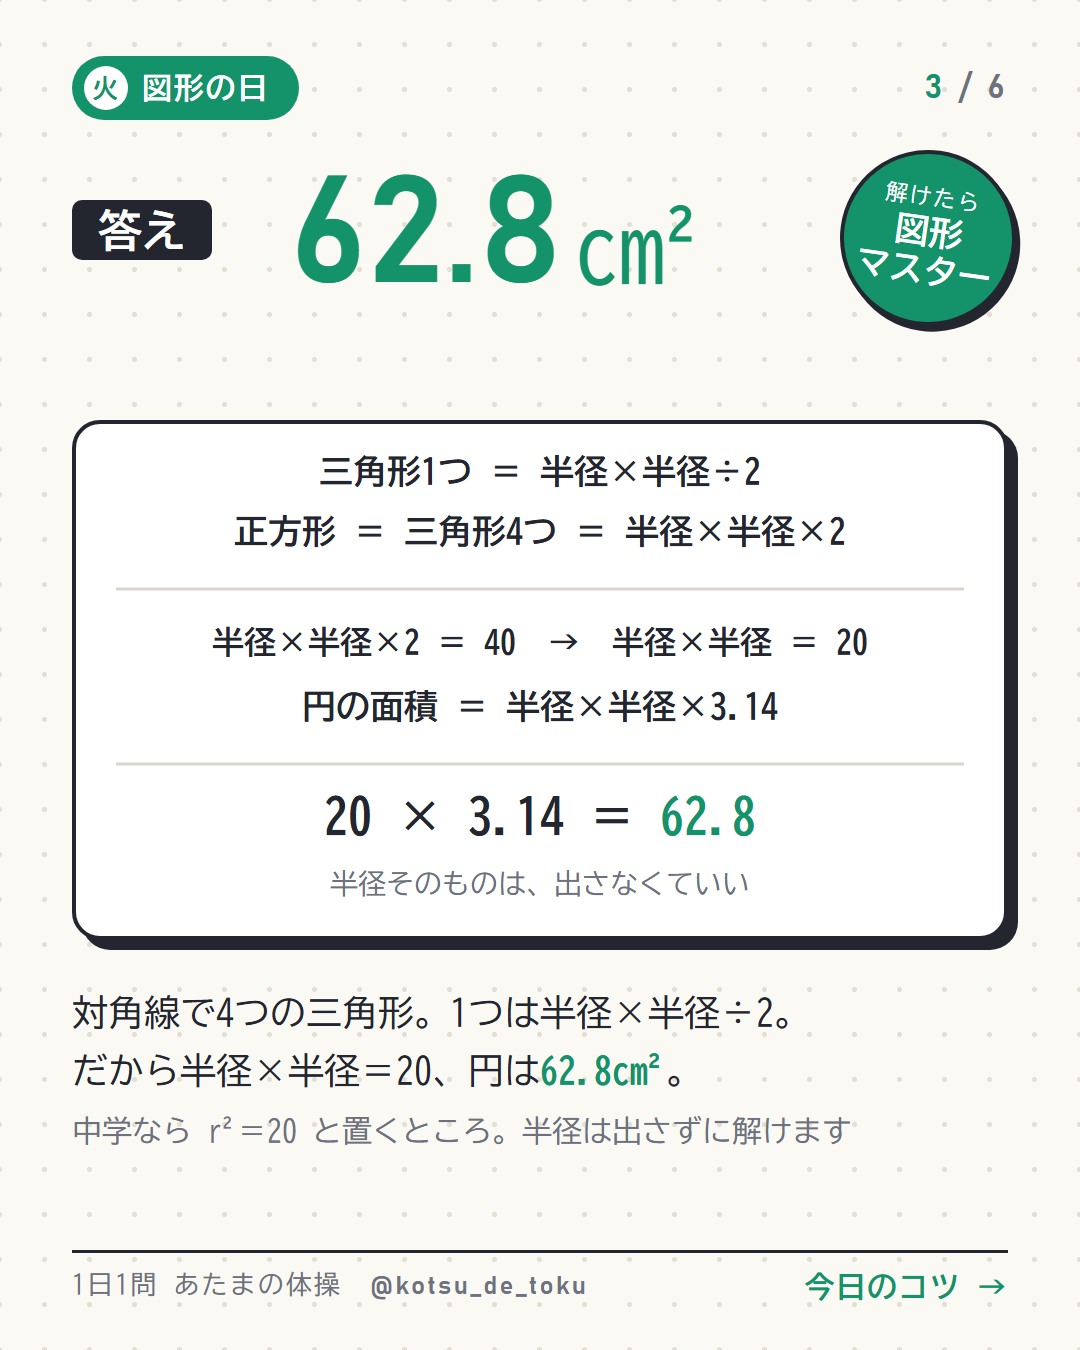 火 図形の日
3 / 6
答え 62.8 cm²
解けたら
図形
マスター
三角形1つ = 半径×半径÷2
正方形 = 三角形4つ = 半径×半径×2
半径×半径×2 = 40 → 半径×半径 = 20
円の面積 = 半径×半径×3.14
20 × 3.14 = 62.8
半径そのものは、出さなくていい
対角線で4つの三角形。1つは半径×半径÷2。
だから半径×半径=20、円は62.8cm²。
中学なら r²=20 と置くところ。半径は出さずに解けます
1日1問 あたまの体操 @kotsu_de_toku
今日のコツ →